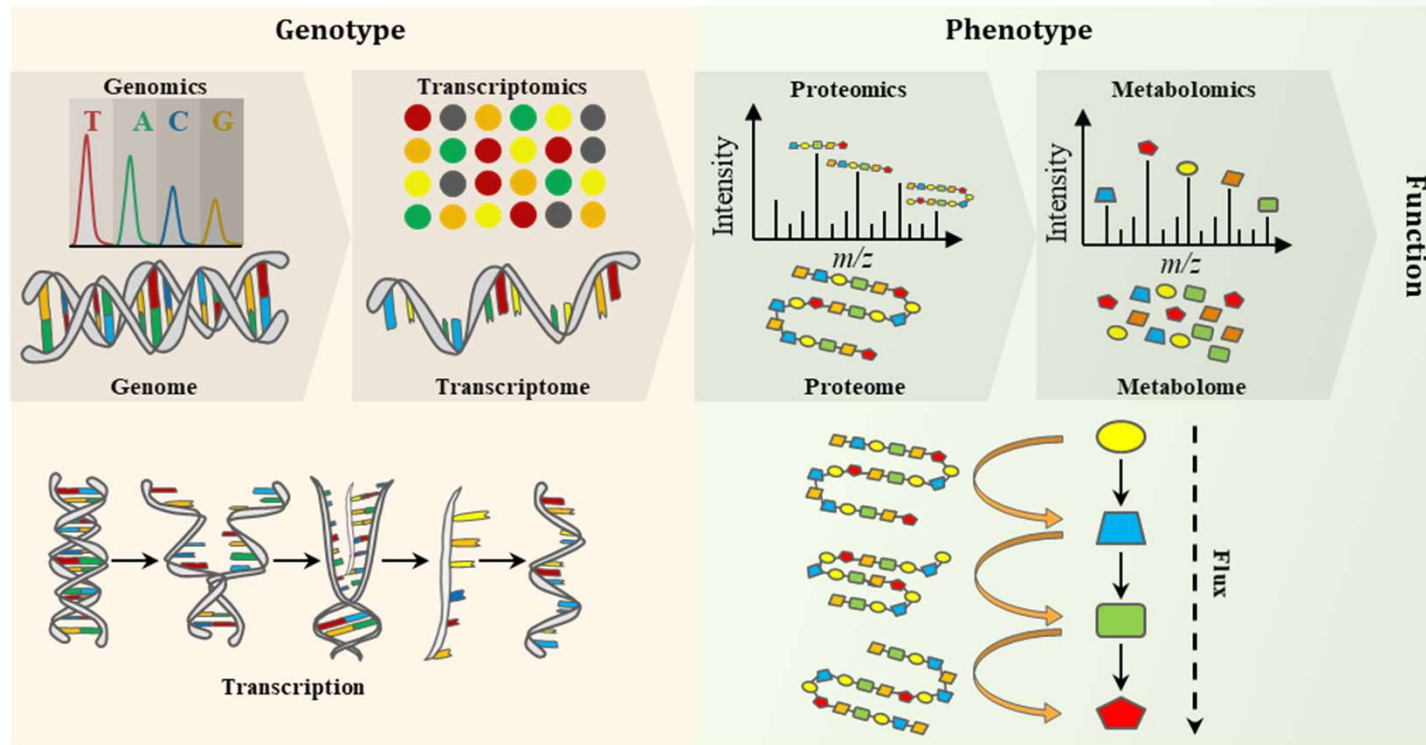 Genotype
Phenotype
Genomics
Transcriptomics
Proteomics
Metabolomics
T A C G
Intensity
m/z
Intensity
m/z
Function
Genome
Transcriptome
Proteome
Metabolome
Flux
Transcription